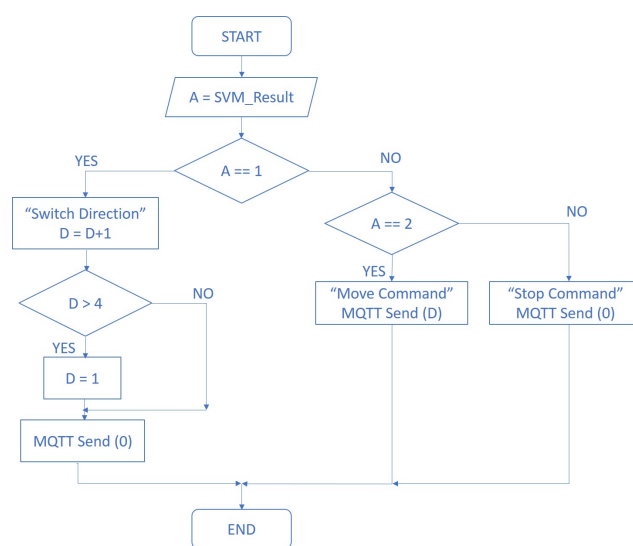 START
A = SVM_Result
A == 1
YES
NO
“Switch Direction”
D = D+1
A == 2
NO
YES
D > 4
NO
“Move Command”
MQTT Send (D)
“Stop Command”
MQTT Send (0)
YES
D = 1
MQTT Send (0)
END